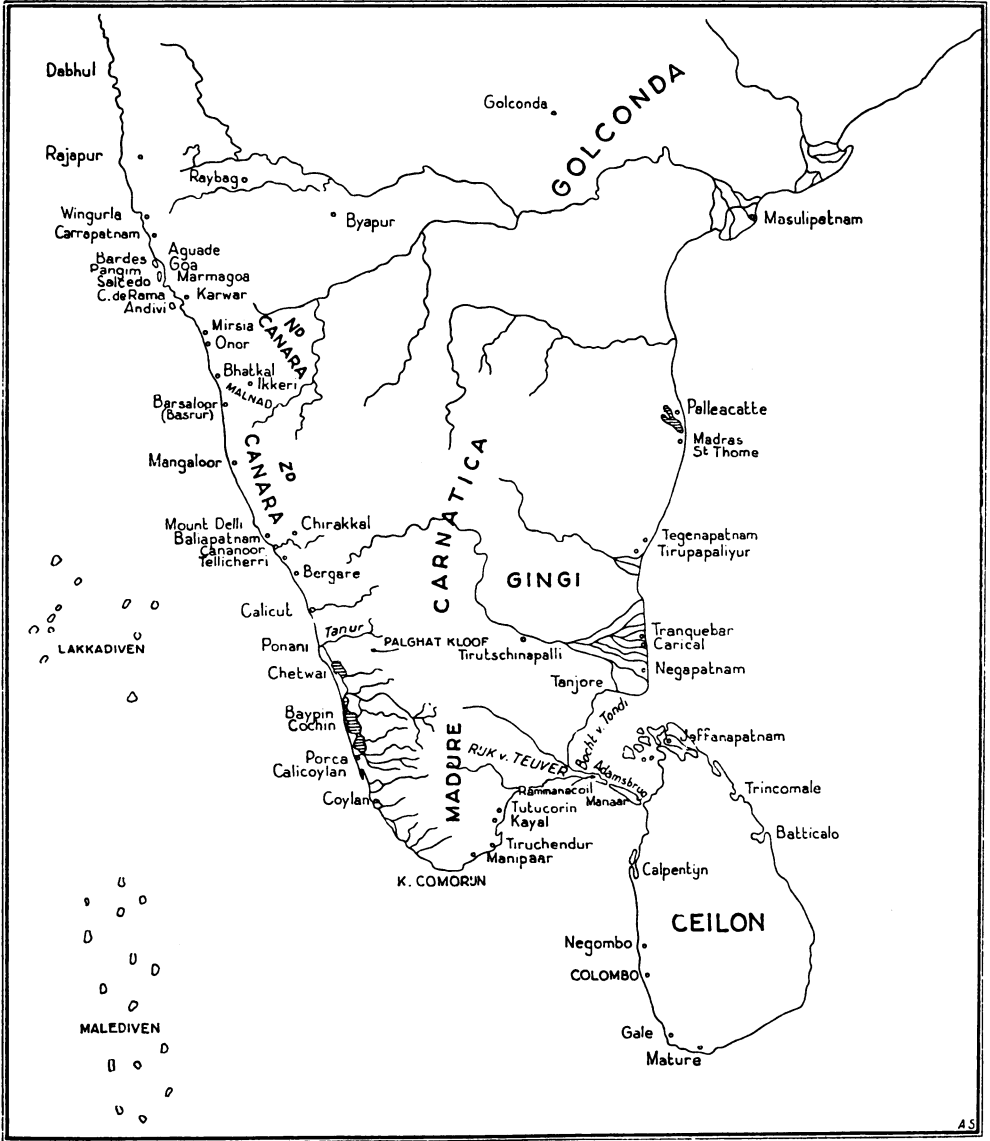 Dabhul
Golconda
GOLCONDA
Rajapur
Raybag
Wingurla
Byapur
Masulipatnam
Carrapatnam
Aguade
Bardes
Goa
Pangim
Marmagoa
Salcedo
C. de Rama
Karwar
Andivi
Mirsia
ND
CANARA
Onor
Bhatkal
Ikkeri
MALNAD
Barsaloor
(Basrur)
Palleacatte
Madras
St Thome
Mangaloor
ZD
CANARA
CARNATICA
Mount Delli
Chirakkal
Baliapatnam
Cananoor
Tellicherri
Tegenapatnam
Tirupapaliyur
Bergare
GINGI
Calicut
Tanur
Ponani
PALGHAT KLOOF
Tirutschinapalli
Tranquebar
Carical
LAKKADIVEN
Chetwai
Negapatnam
Tanjore
Baypin
Cochin
Bocht v. Tondi
Jaffanapatnam
MADURE
RIJK v. TEUVER
Porca
Calicoylan
Adamsbrug
Rammanacoil
Manaar
Trincomale
Coylan
Tutucorin
Kayal
Batticalo
Tiruchendur
Manipaar
Calpentijn
K. COMORIJN
CEILON
Negombo
COLOMBO
MALEDIVEN
Gale
Mature
AS